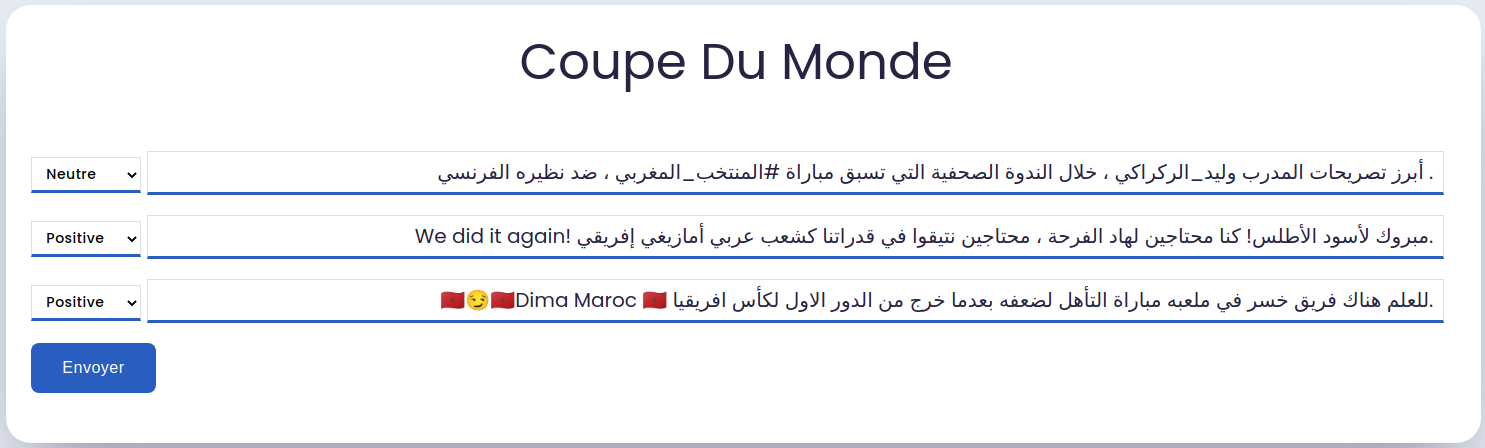 Coupe Du Monde
Neutre
. أبرز تصريحات المدرب وليد_الركراكي ، خلال الندوة الصحفية التي تسبق مباراة #المنتخب_المغربي ، ضد نظيره الفرنسي
Positive
.مبروك لأسود الأطلس! كنا محتاجين لهاد الفرحة ، محتاجين نتيقوا في قدراتنا كشعب عربي أمازيغي إفريقي !We did it again
Positive
.للعلم هناك فريق خسر في ملعبه مباراة التأهل لضعفه بعدما خرج من الدور الاول لكأس افريقيا 🇲🇦 Dima Maroc🇲🇦😏🇲🇦
Envoyer